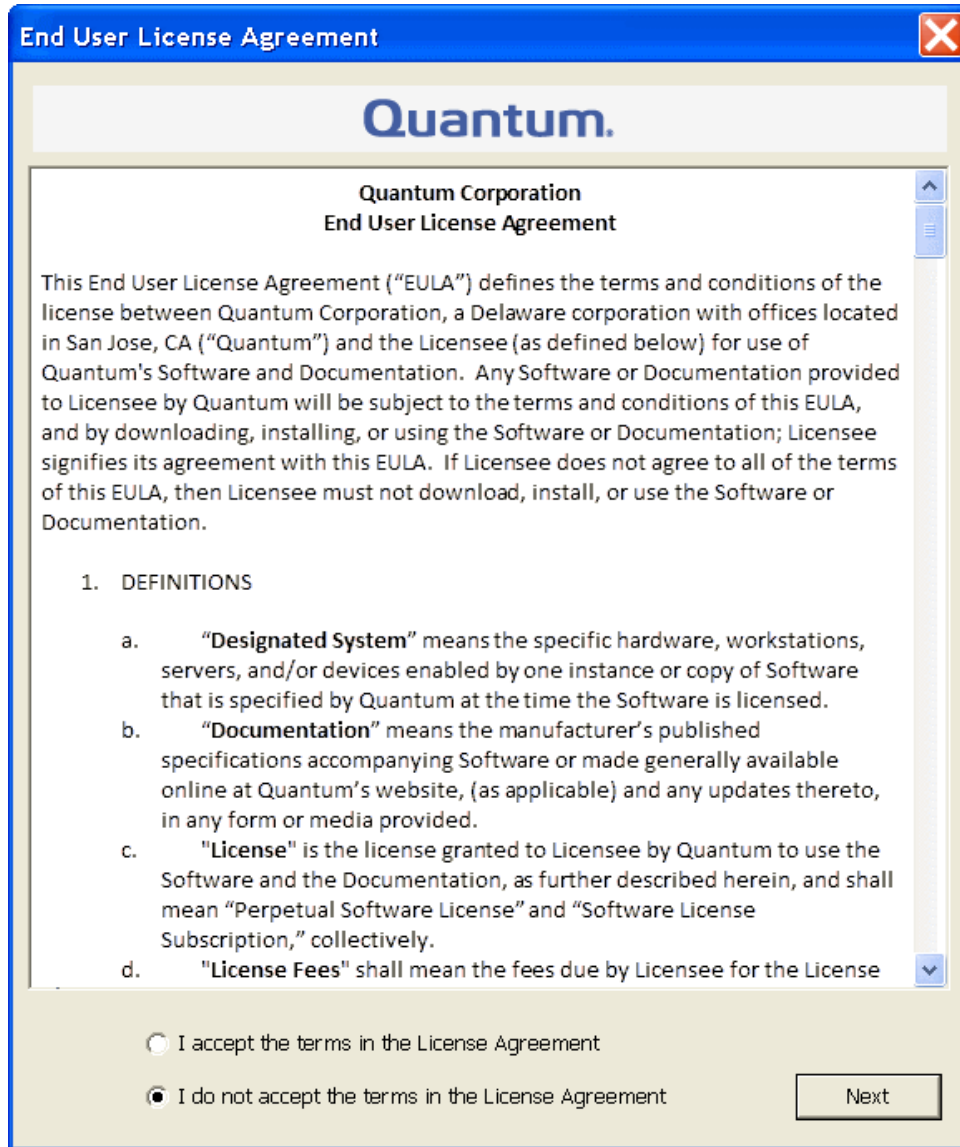 End User License Agreement
Quantum.
Quantum Corporation
End User License Agreement
This End User License Agreement (“EULA”) defines the terms and conditions of the
license between Quantum Corporation, a Delaware corporation with offices located
in San Jose, CA (“Quantum”) and the Licensee (as defined below) for use of
Quantum's Software and Documentation.  Any Software or Documentation provided
to Licensee by Quantum will be subject to the terms and conditions of this EULA,
and by downloading, installing, or using the Software or Documentation; Licensee
signifies its agreement with this EULA.  If Licensee does not agree to all of the terms
of this EULA, then Licensee must not download, install, or use the Software or
Documentation.
1. DEFINITIONS
a. “Designated System” means the specific hardware, workstations,
servers, and/or devices enabled by one instance or copy of Software
that is specified by Quantum at the time the Software is licensed.
b. “Documentation” means the manufacturer’s published
specifications accompanying Software or made generally available
online at Quantum’s website, (as applicable) and any updates thereto,
in any form or media provided.
c. "License" is the license granted to Licensee by Quantum to use the
Software and the Documentation, as further described herein, and shall
mean “Perpetual Software License” and “Software License
Subscription,” collectively.
d. "License Fees" shall mean the fees due by Licensee for the License
I accept the terms in the License Agreement
I do not accept the terms in the License Agreement
Next